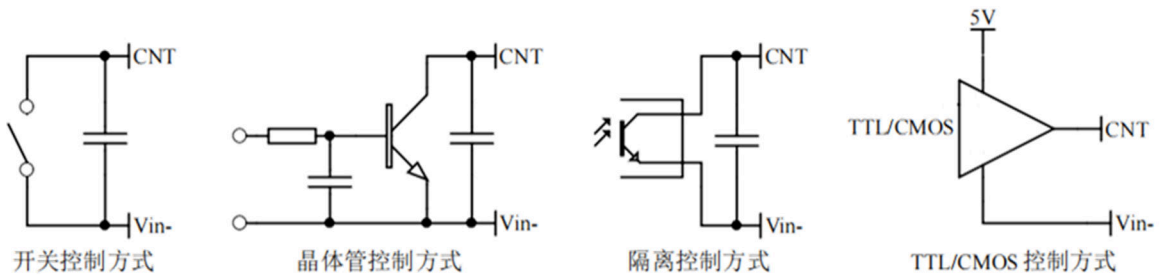 CNT
Vin-
开关控制方式
CNT
Vin-
晶体管控制方式
CNT
Vin-
隔离控制方式
5V
TTL/CMOS
CNT
Vin-
TTL/CMOS 控制方式